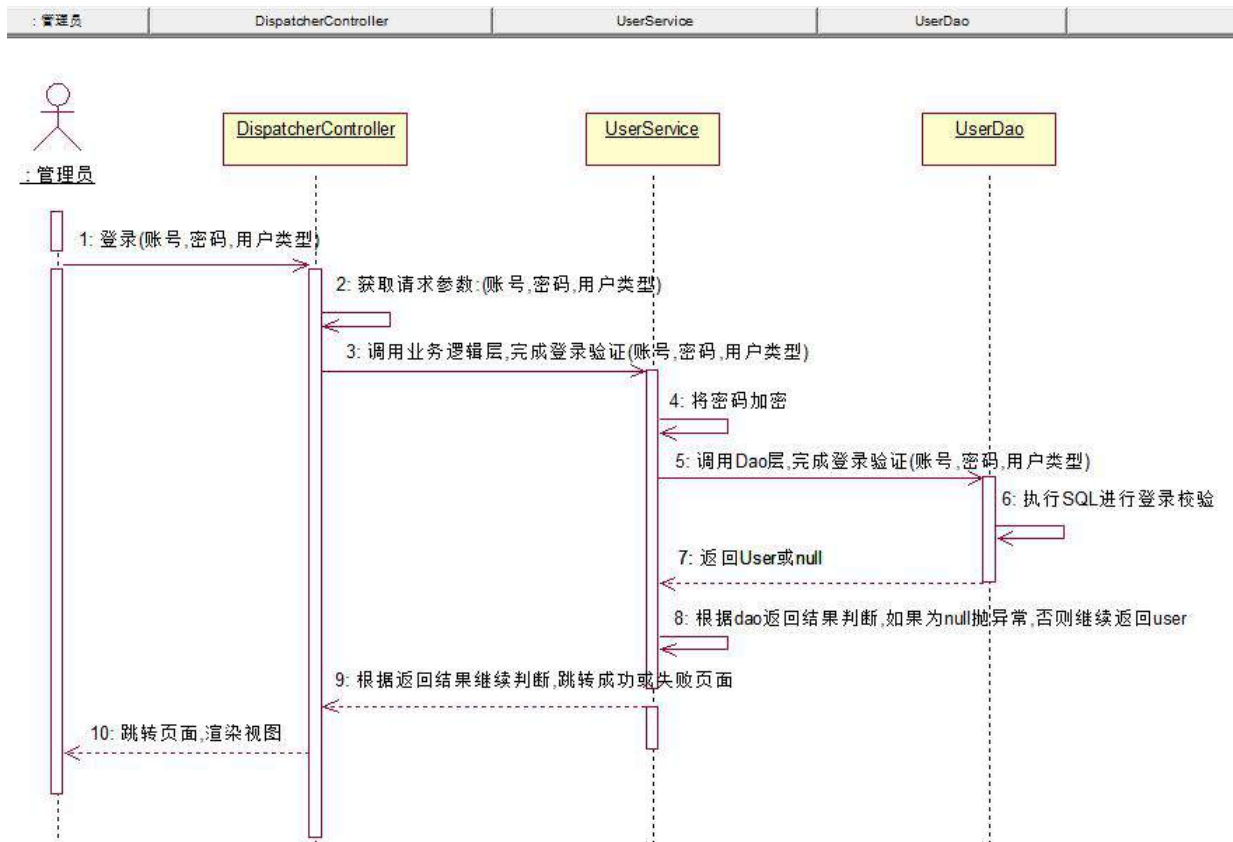 : 管理员
DispatcherController
UserService
UserDao
DispatcherController
UserService
UserDao
: 管理员
1: 登录(账号,密码,用户类型)
2: 获取请求参数:(账号,密码,用户类型)
3: 调用业务逻辑层,完成登录验证(账号,密码,用户类型)
4: 将密码加密
5: 调用Dao层,完成登录验证(账号,密码,用户类型)
6: 执行SQL进行登录校验
7: 返回User或null
8: 根据dao返回结果判断,如果为null抛异常,否则继续返回user
9: 根据返回结果继续判断,跳转成功或失败页面
10: 跳转页面,渲染视图